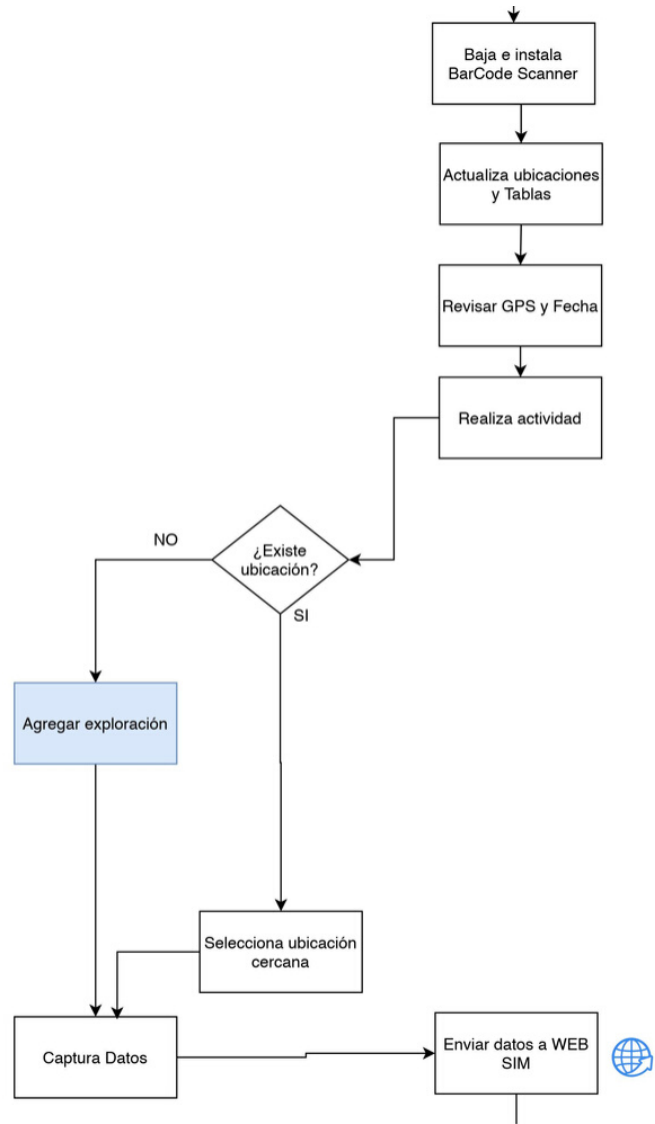 Baja e instala
BarCode Scanner
Actualiza ubicaciones
y Tablas
Revisar GPS y Fecha
Realiza actividad
NO
¿Existe
ubicación?
SI
Agregar exploración
Selecciona ubicación
cercana
Captura Datos
Enviar datos a WEB
SIM